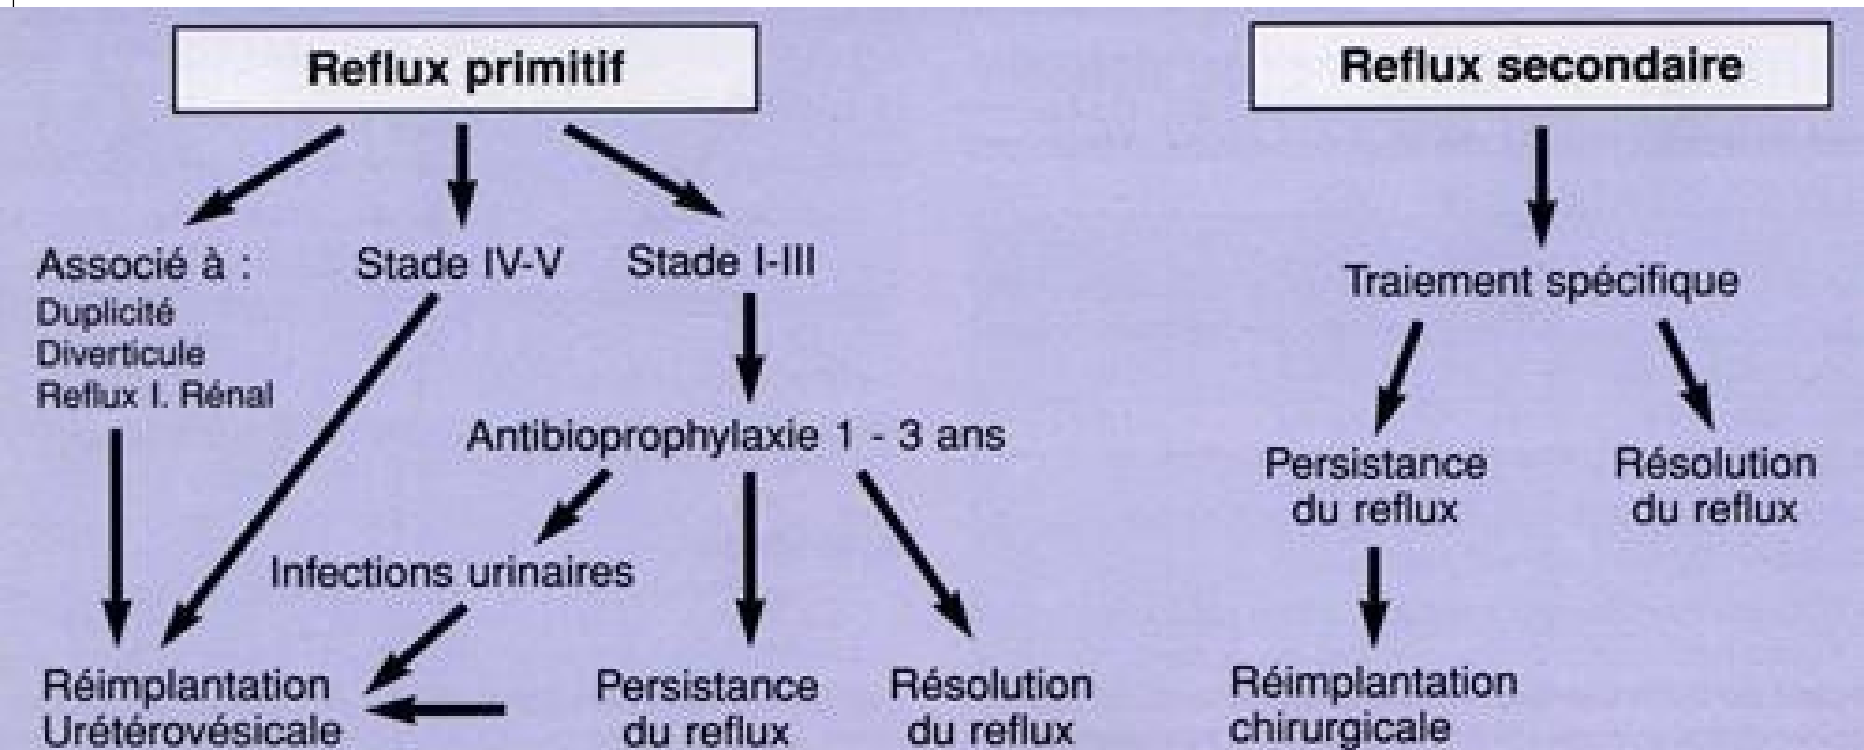 Reflux primitif
Associé à :
Duplicité
Diverticule
Reflux I. Rénal
Stade IV-V
Stade I-III
Antibioprophylaxie 1 - 3 ans
Infections urinaires
Réimplantation
Urétérovésicale
Persistance
du reflux
Résolution
du reflux
Reflux secondaire
Traiement spécifique
Persistance
du reflux
Résolution
du reflux
Réimplantation
chirurgicale